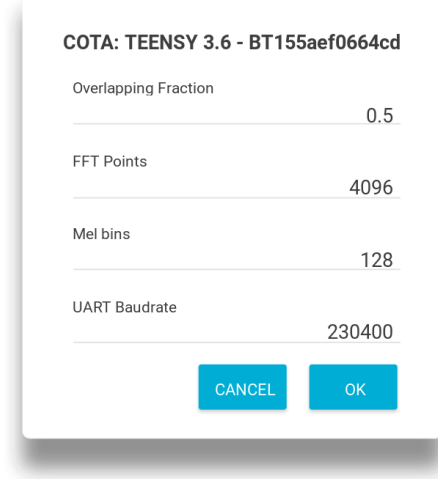 COTA: TEENSY 3.6 - BT155aef0664cd
Overlapping Fraction
0.5
FFT Points
4096
Mel bins
128
UART Baudrate
230400
CANCEL OK